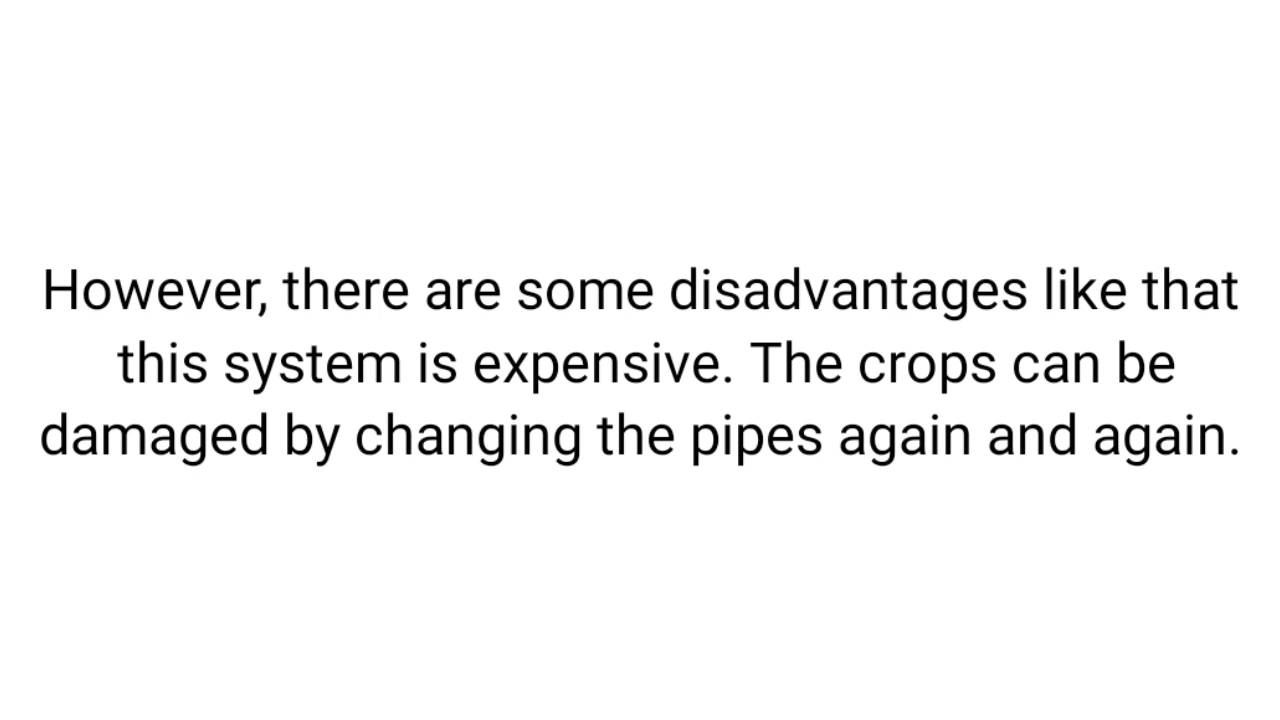 However, there are some disadvantages like that
this system is expensive. The crops can be
damaged by changing the pipes again and again.